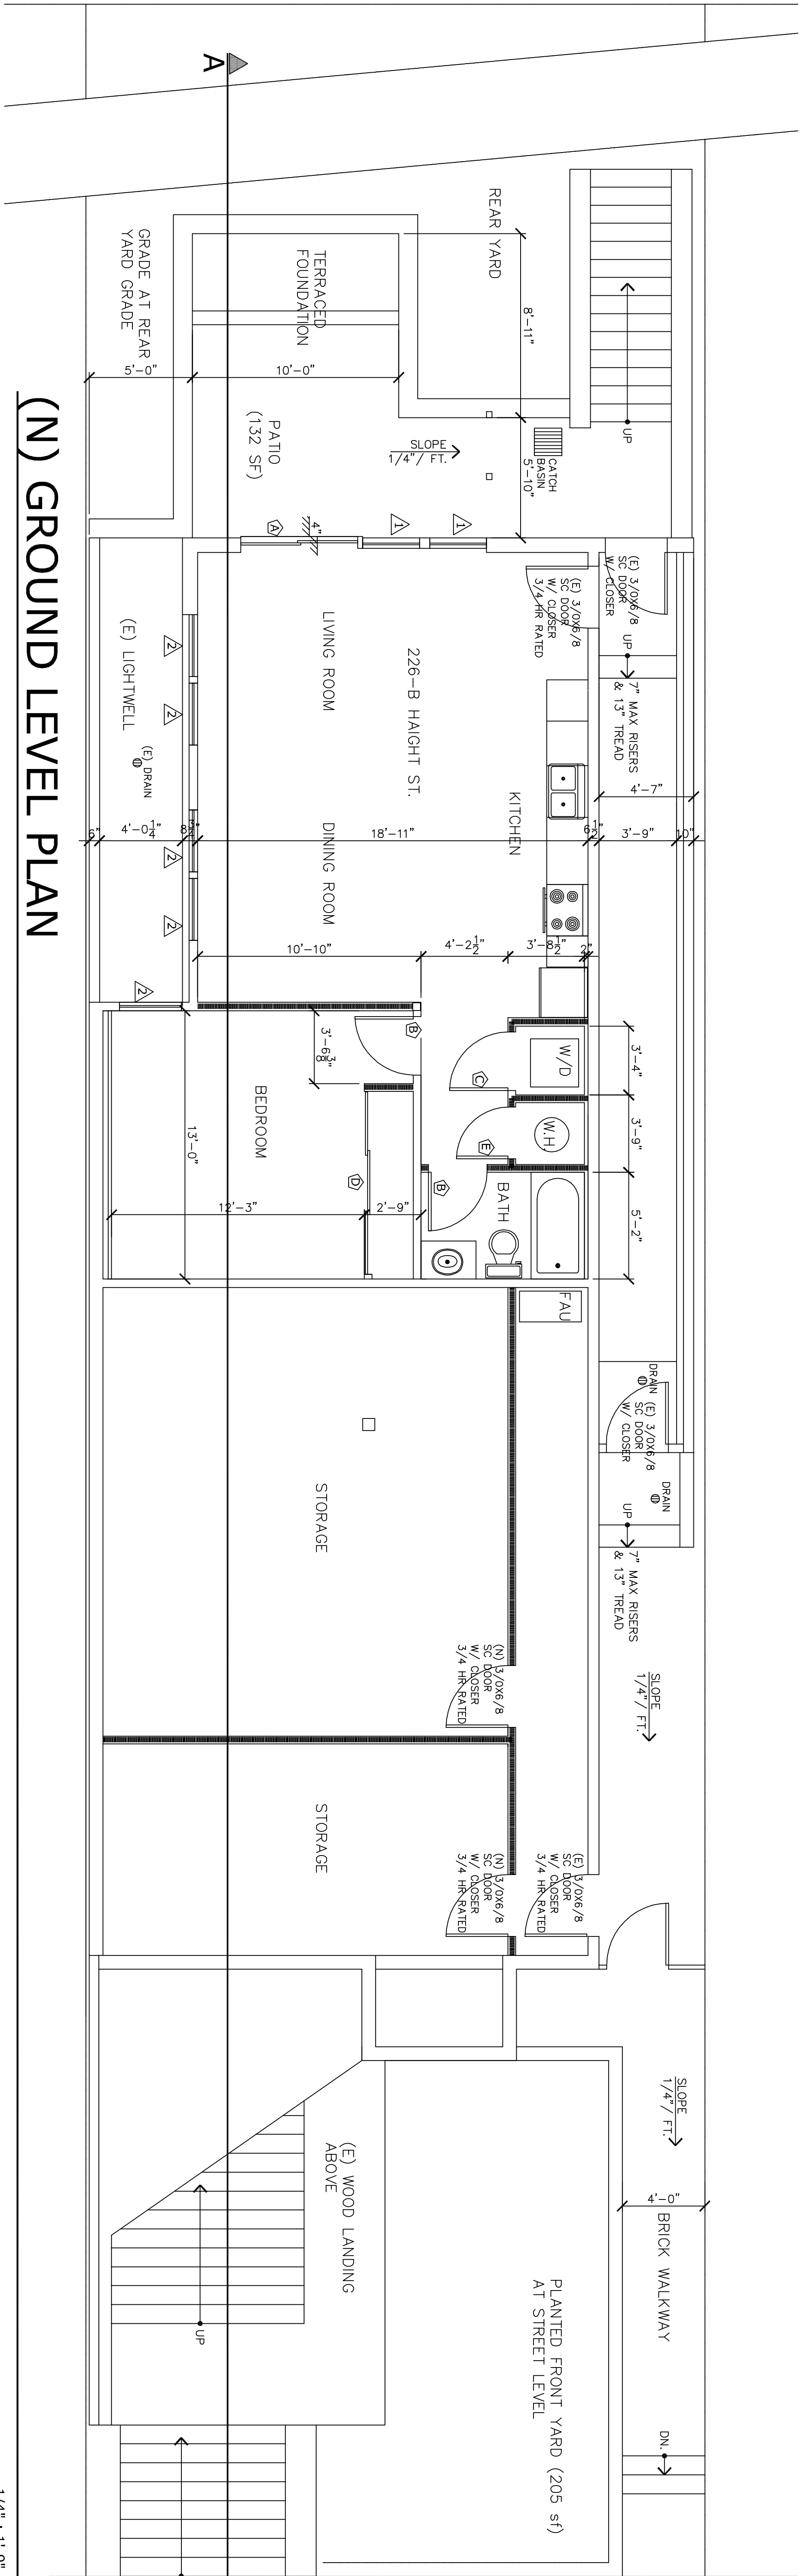 A
REAR YARD
TERRACED
FOUNDATION
GRADE AT REAR
YARD GRADE
8'-11"
5'-0"
10'-0"
UP
PATIO
(132 SF)
SLOPE
1/4"/ FT.
CATCH
BASIN
5'-10"
A
4"
1
1
(E) 3/0X6/8
SC DOOR
W/ CLOSER
(E) 3/0X6/8
SC DOOR
W/ CLOSER
3/4 HR RATED
UP
7" MAX RISERS
& 13" TREAD
(N) GROUND LEVEL PLAN
(E) LIGHTWELL
(E) DRAIN
2
2
2
2
2
LIVING ROOM
226-B HAIGHT ST.
KITCHEN
DINING ROOM
4'-7"
6"
4'-0 1/4"
8 3/4"
18'-11"
6 1/2"
3'-9"
10"
10'-10"
4'-2 1/2"
3'-8 1/2"
2"
3'-6 3/8"
B
C
W/D
3'-4"
E
W.H.
3'-9"
BEDROOM
13'-0"
D
B
BATH
5'-2"
12'-3"
2'-9"
FAU
DRAIN
(E) 3/0X6/8
SC DOOR
W/ CLOSER
DRAIN
UP
7" MAX RISERS
& 13" TREAD
STORAGE
(N) 3/0X6/8
SC DOOR
W/ CLOSER
3/4 HR RATED
SLOPE
1/4"/ FT.
STORAGE
(N) 3/0X6/8
SC DOOR
W/ CLOSER
3/4 HR RATED
(E) 3/0X6/8
SC DOOR
W/ CLOSER
3/4 HR RATED
SLOPE
1/4"/ FT.
4'-0"
BRICK WALKWAY
(E) WOOD LANDING
ABOVE
UP
PLANTED FRONT YARD (205 sf)
AT STREET LEVEL
DN.